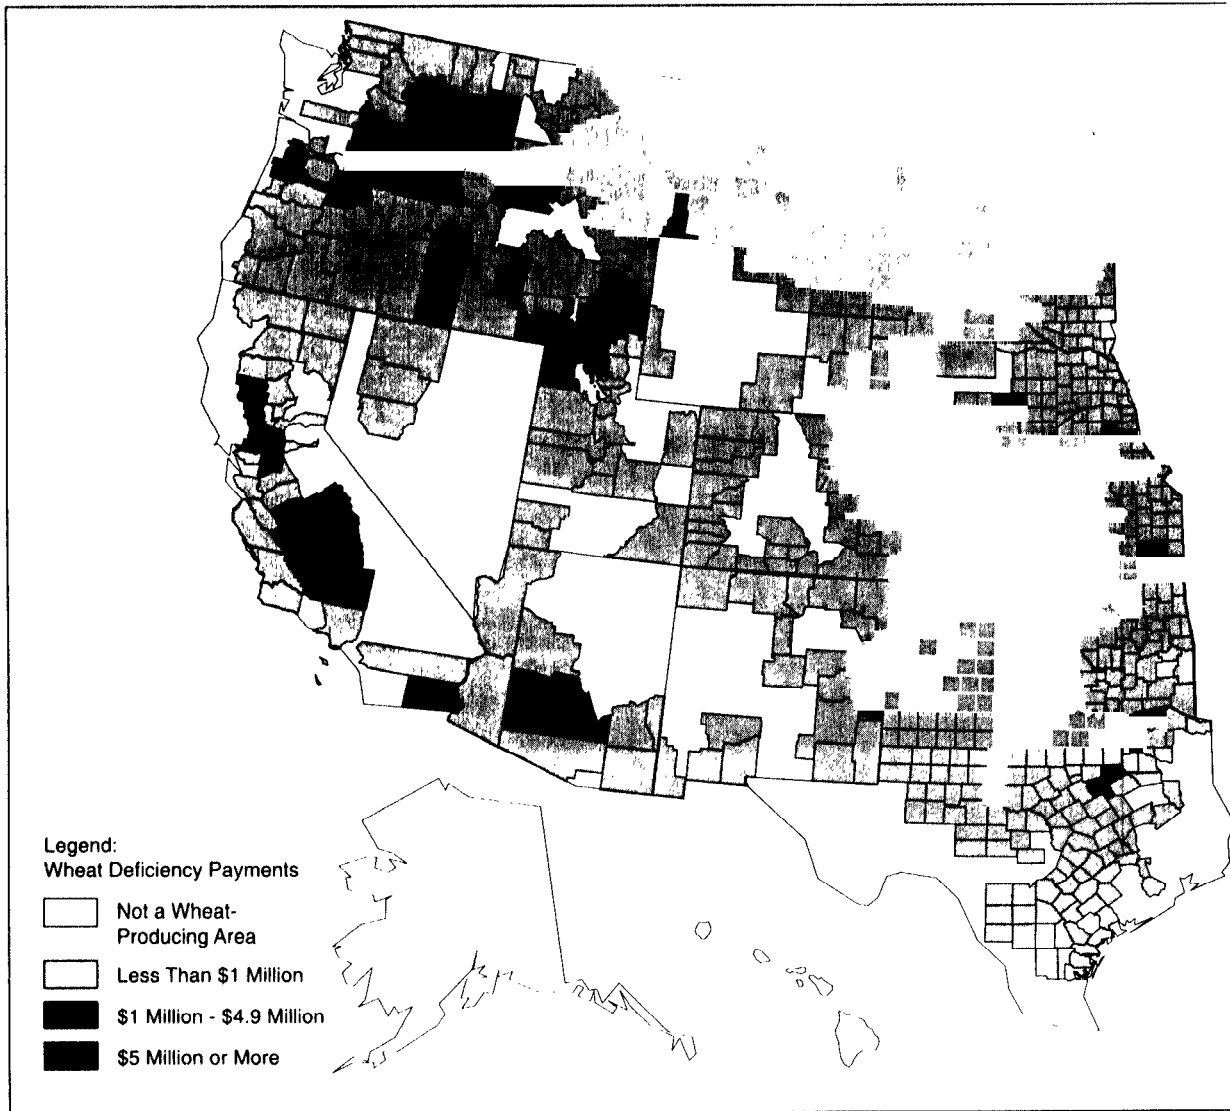 Legend:
Wheat Deficiency Payments
Not a Wheat-
Producing Area
Less Than $1 Million
$1 Million - $4.9 Million
$5 Million or More